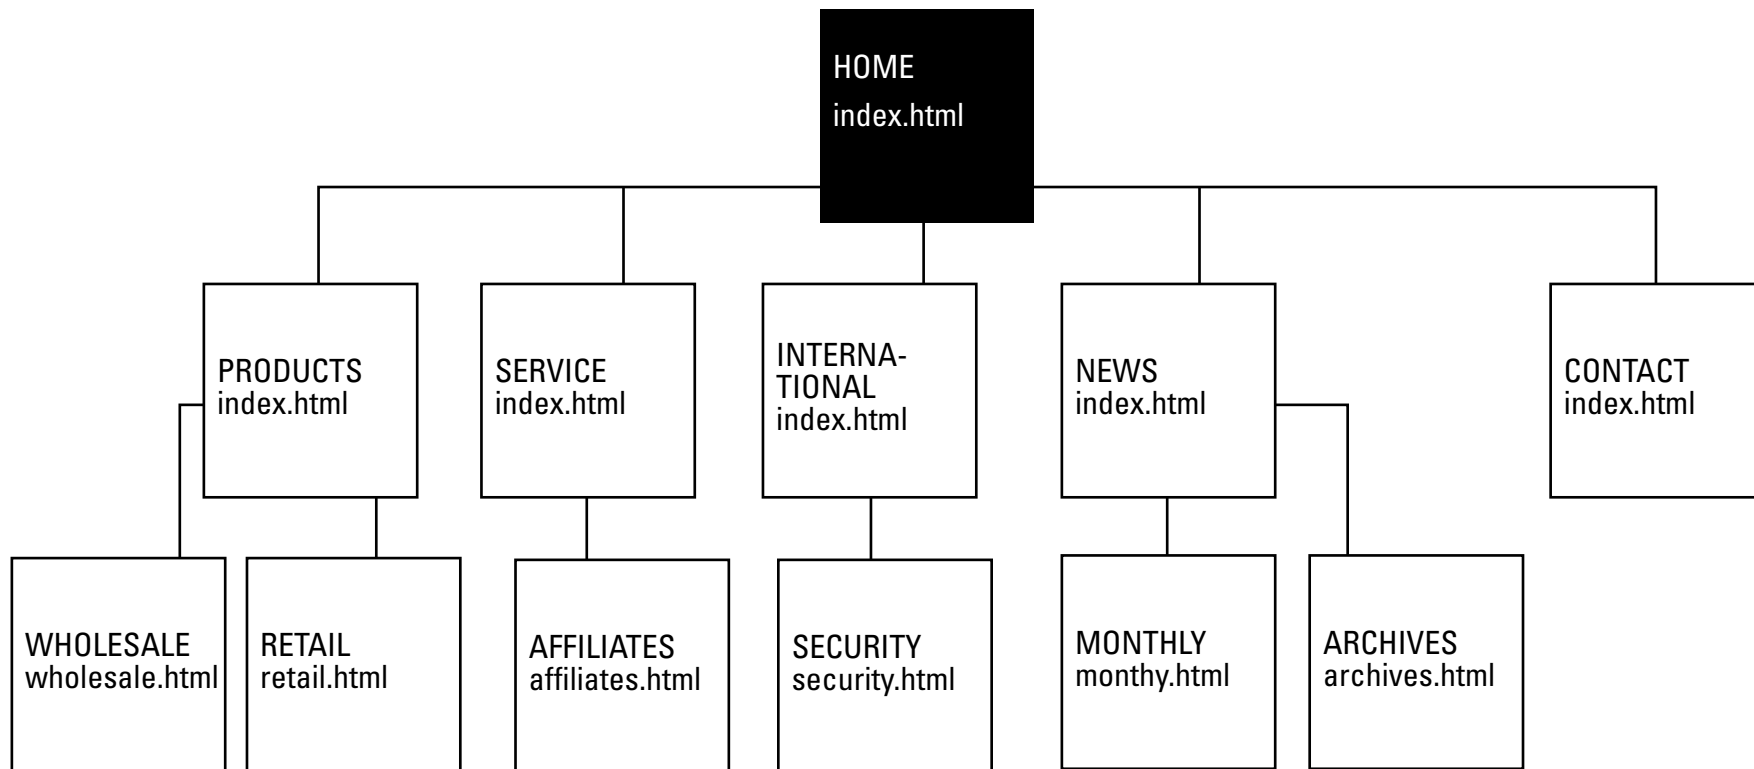 HOME
index.html
PRODUCTS
index.html
SERVICE
index.html
INTERNA-
TIONAL
index.html
NEWS
index.html
CONTACT
index.html
WHOLESALE
wholesale.html
RETAIL
retail.html
AFFILIATES
affiliates.html
SECURITY
security.html
MONTHLY
monthy.html
ARCHIVES
archives.html